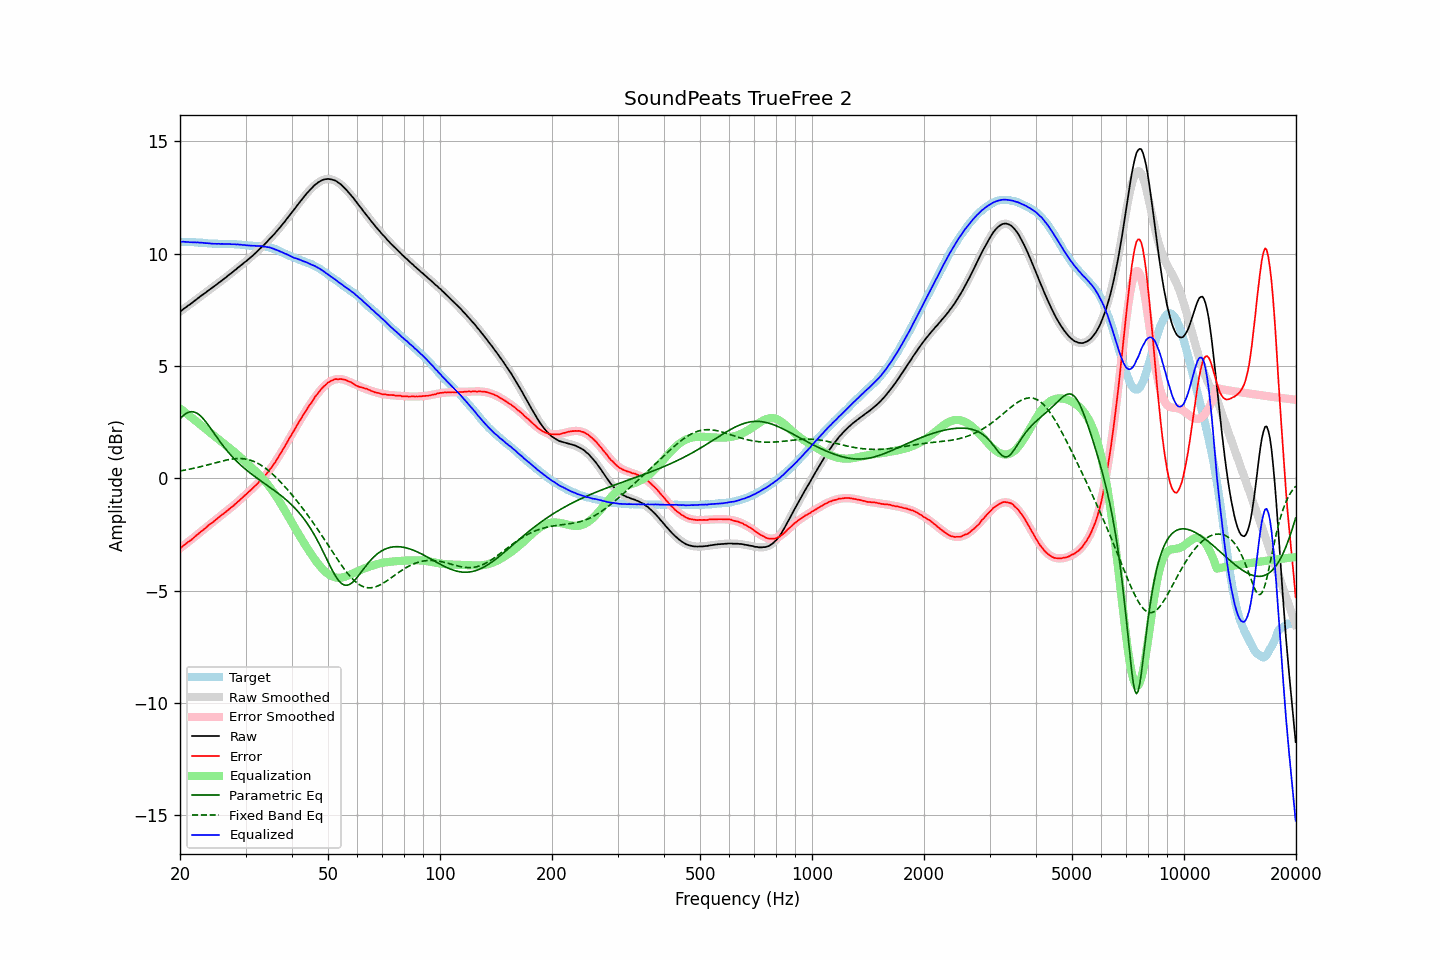 SoundPeats TrueFree 2
Amplitude (dBr)
15
10
5
0
−5
−10
−15
Target
Raw Smoothed
Error Smoothed
Raw
Error
Equalization
Parametric Eq
Fixed Band Eq
Equalized
20
50
100
200
500
1000
2000
5000
10000
20000
Frequency (Hz)